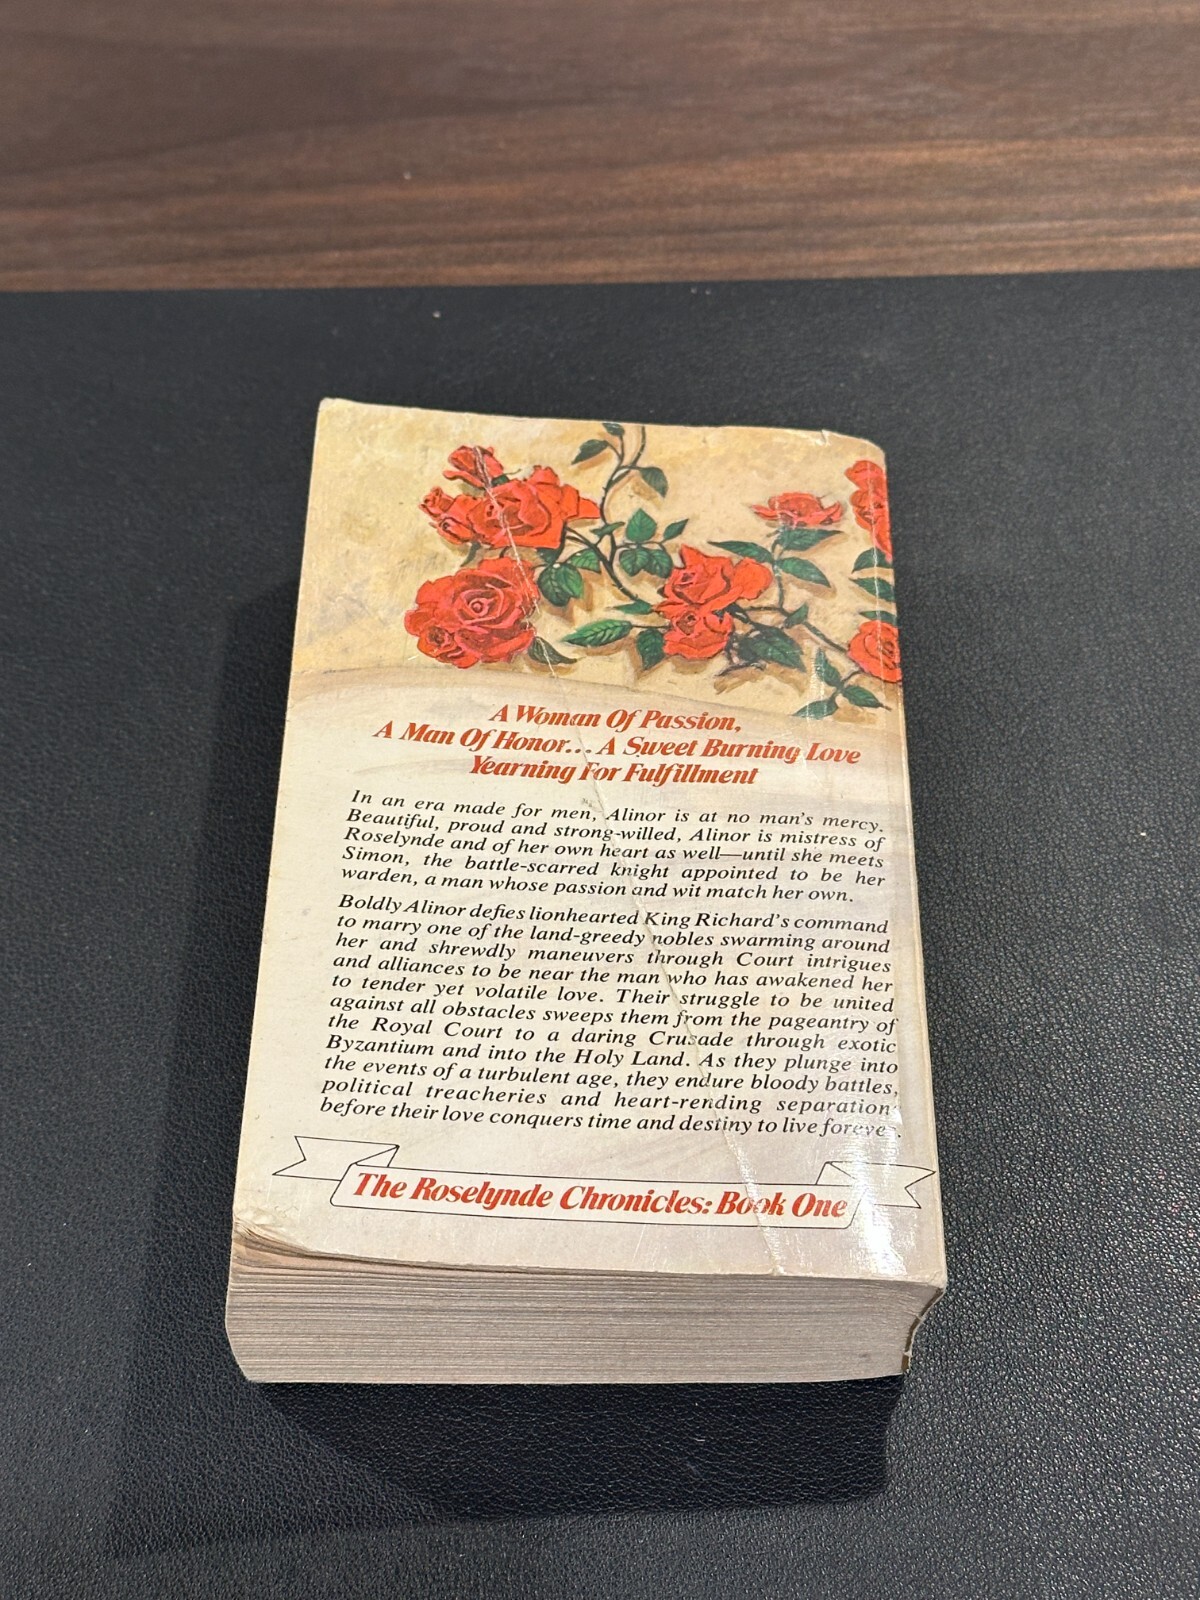 A Woman Of Passion,
A Man Of Honor... A Sweet Burning Love
Yearning For Fulfillment
In an era made for men, Alinor is at no man's mercy.
Beautiful, proud and strong-willed, Alinor is mistress of
Roselynde and of her own heart as well—until she meets
Simon, the battle-scarred knight appointed to be her
warden, a man whose passion and wit match her own.
Boldly Alinor defies lionhearted King Richard's command
to marry one of the land-greedy nobles swarming around
her and shrewdly maneuvers through Court intrigues
and alliances to be near the man who has awakened her
to tender yet volatile love. Their struggle to be united
against all obstacles sweeps them from the pageantry of
the Royal Court to a daring Crusade through exotic
Byzantium and into the Holy Land. As they plunge into
the events of a turbulent age, they endure bloody battles,
political treacheries and heart-rending separation
before their love conquers time and destiny to live forever.
The Roselynde Chronicles: Book One